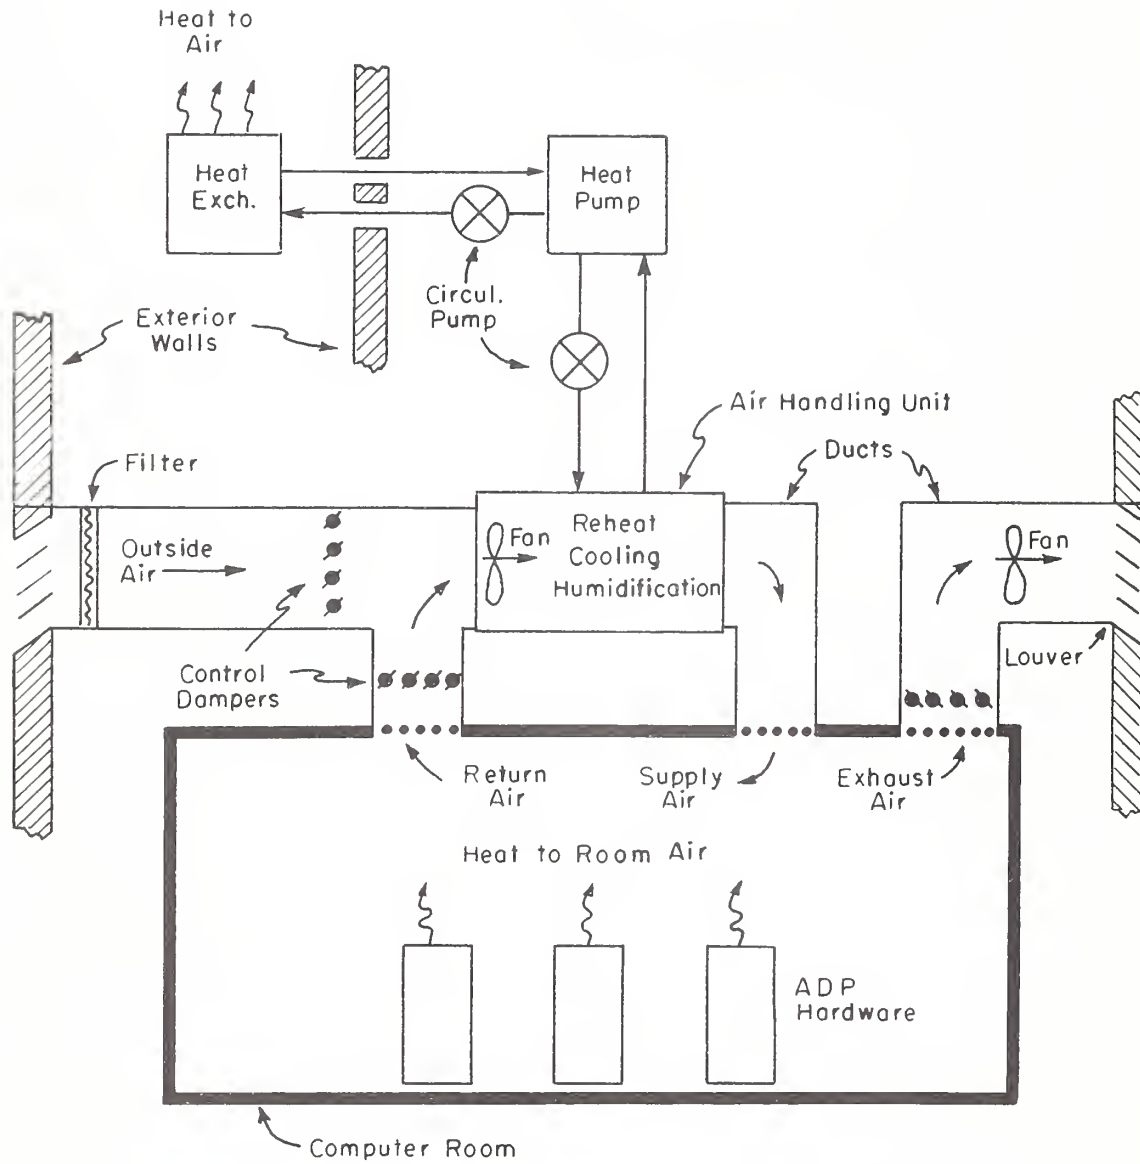 Heat to
Air
Heat
Exch.
Heat
Pump
Circul.
Pump
Exterior
Walls
Air Handling Unit
Filter
Ducts
Outside
Air
Fan
Reheat
Cooling
Humidification
Fan
Control
Dampers
Louver
Return
Air
Supply
Air
Exhaust
Air
Heat to Room Air
ADP
Hardware
Computer Room